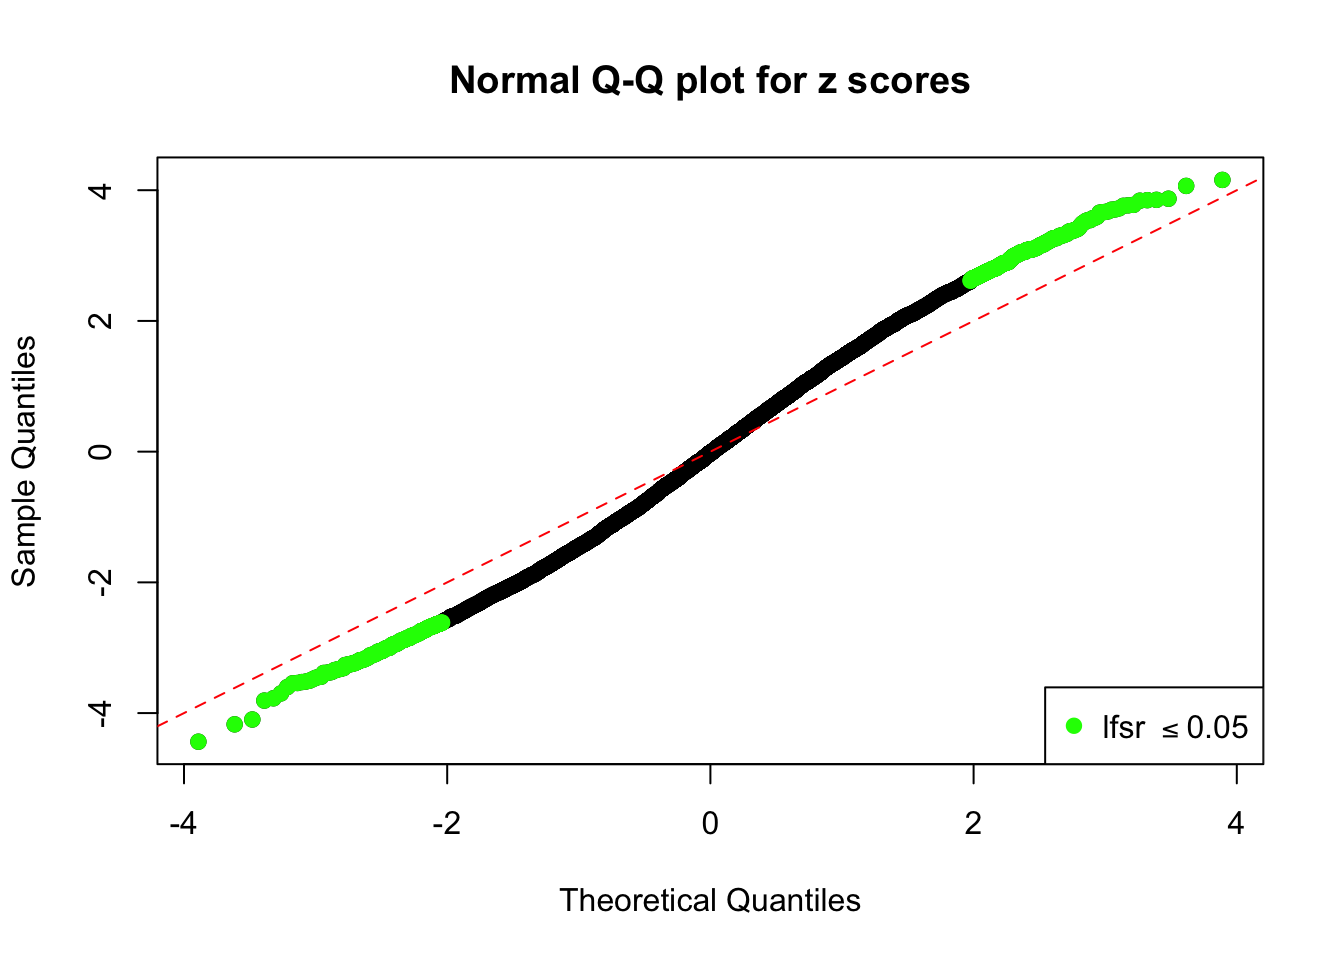 Normal Q-Q plot for z scores
Sample Quantiles
4
2
0
-2
-4
lfsr ≤ 0.05
-4 -2 0 2 4
Theoretical Quantiles